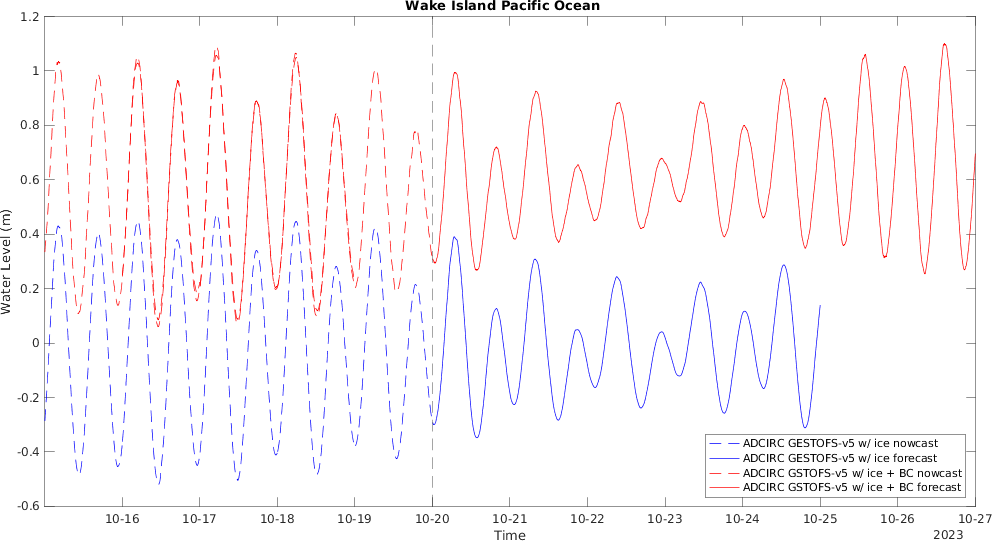 Wake Island Pacific Ocean
1.2
1
0.8
0.6
0.4
0.2
0
-0.2
-0.4
-0.6
Water Level (m)
10-16 10-17 10-18 10-19 10-20 10-21 10-22 10-23 10-24 10-25 10-26 10-27
Time
2023
ADCIRC GESTOFS-v5 w/ ice nowcast
ADCIRC GESTOFS-v5 w/ ice forecast
ADCIRC GSTOFS-v5 w/ ice + BC nowcast
ADCIRC GSTOFS-v5 w/ ice + BC forecast